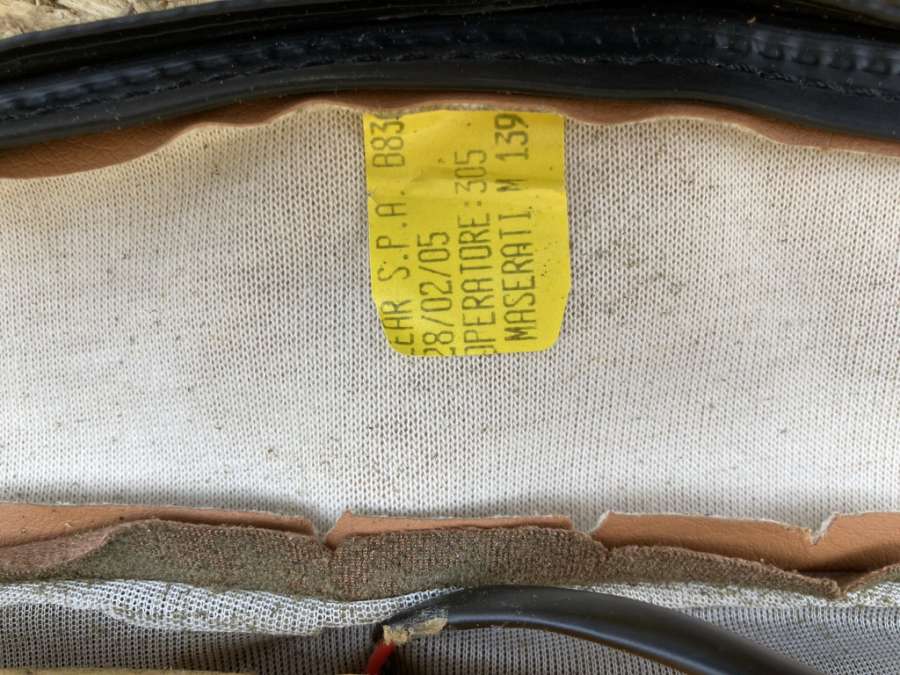 EAR S.P.A. B83
28/02/05
OPERATORE:305
MASERATI M 139